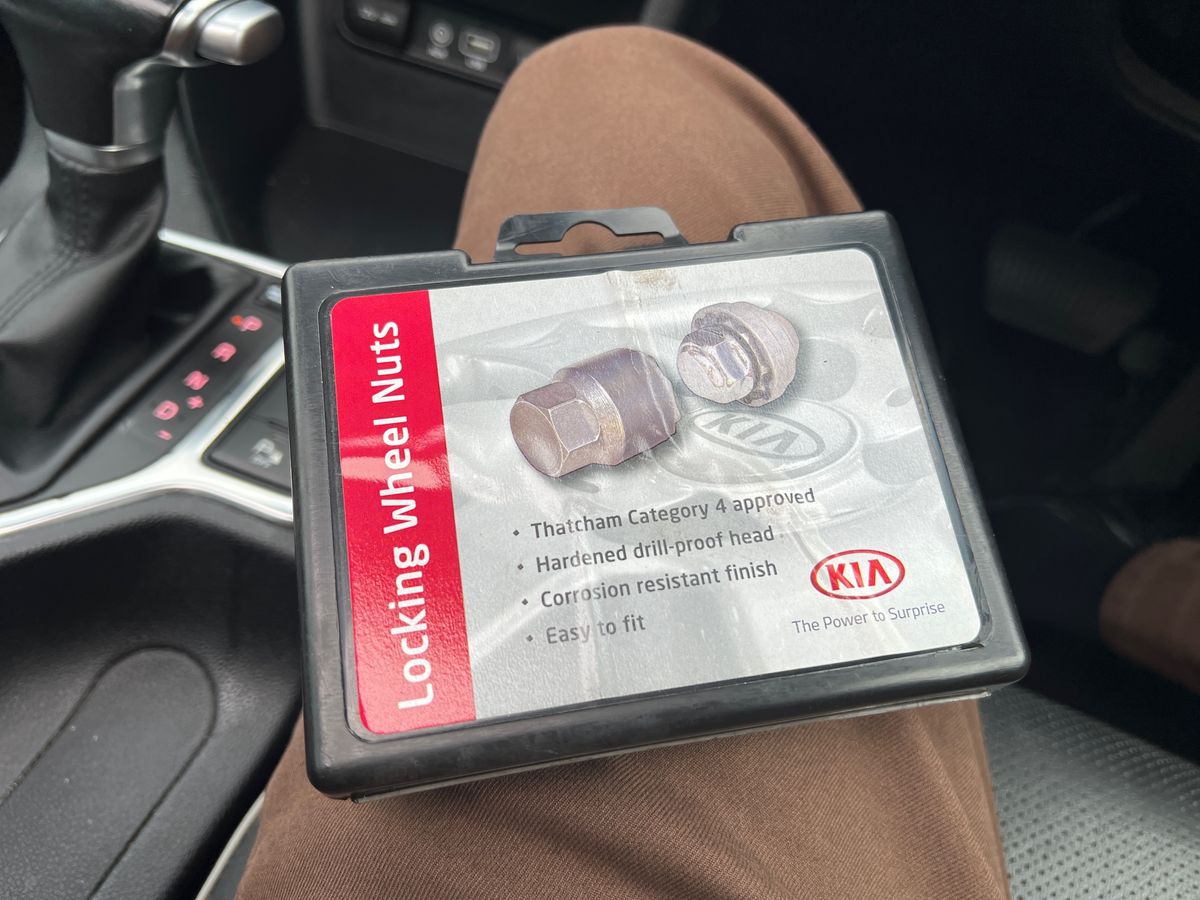 Locking Wheel Nuts
KIA
• Thatcham Category 4 approved
• Hardened drill-proof head
• Corrosion resistant finish
• Easy to fit
KIA
The Power to Surprise
P
R
N
D
+
-